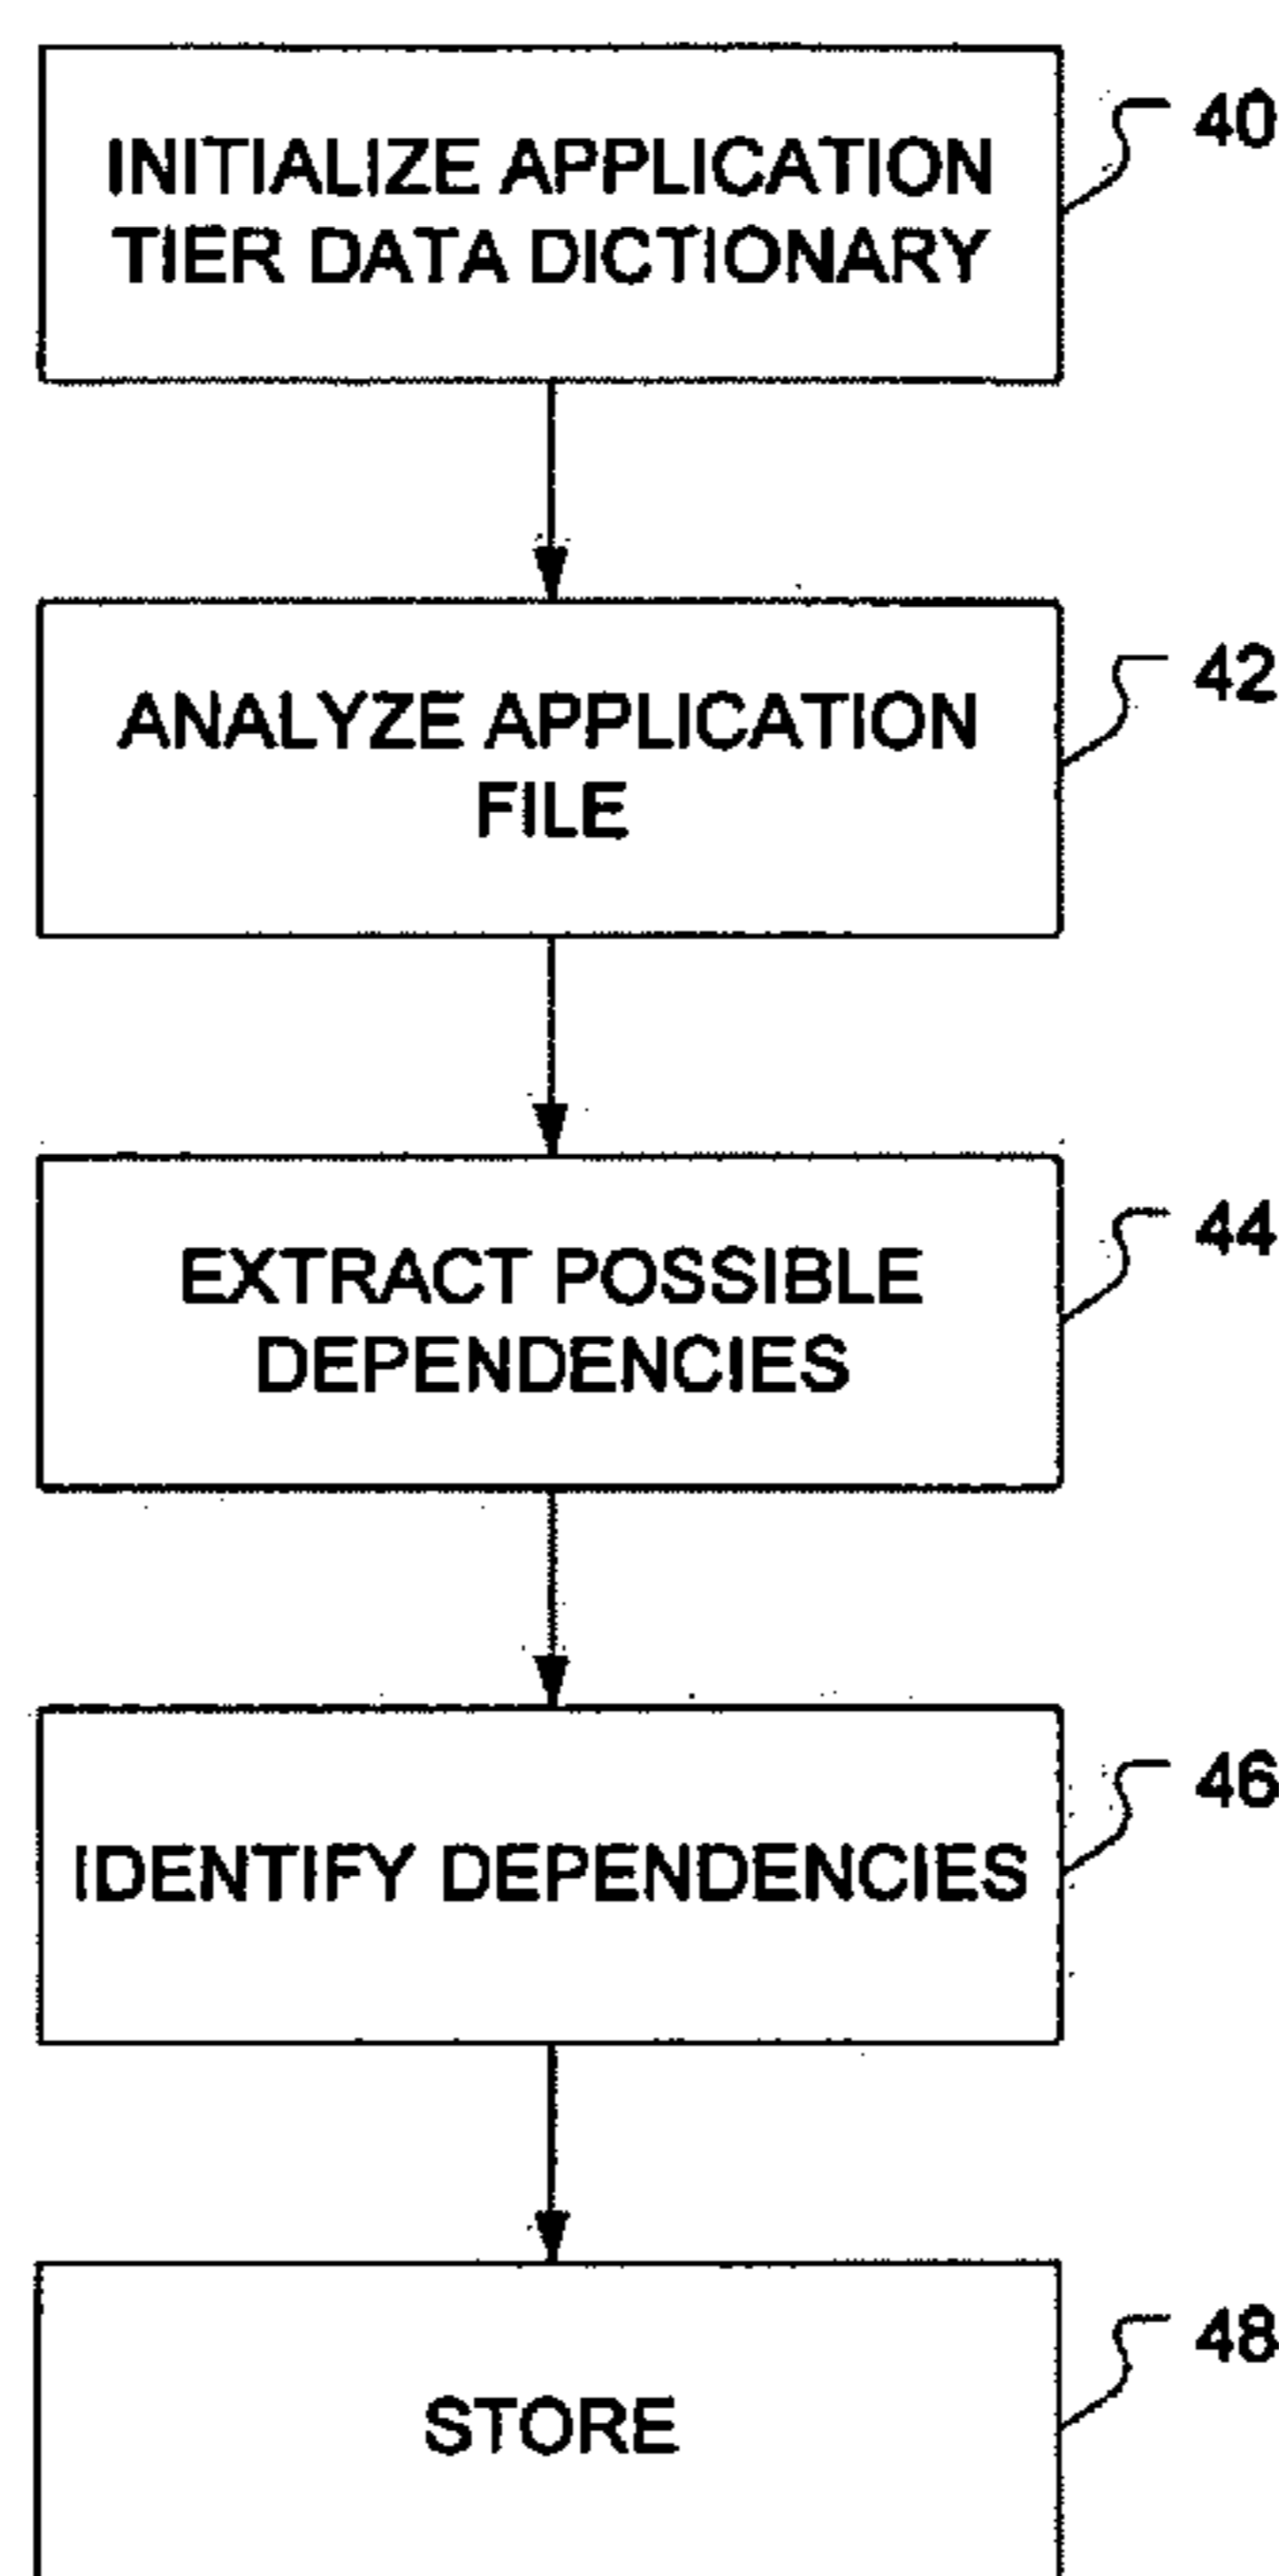 INITIALIZE APPLICATION
TIER DATA DICTIONARY
40
ANALYZE APPLICATION
FILE
42
EXTRACT POSSIBLE
DEPENDENCIES
44
IDENTIFY DEPENDENCIES
46
STORE
48